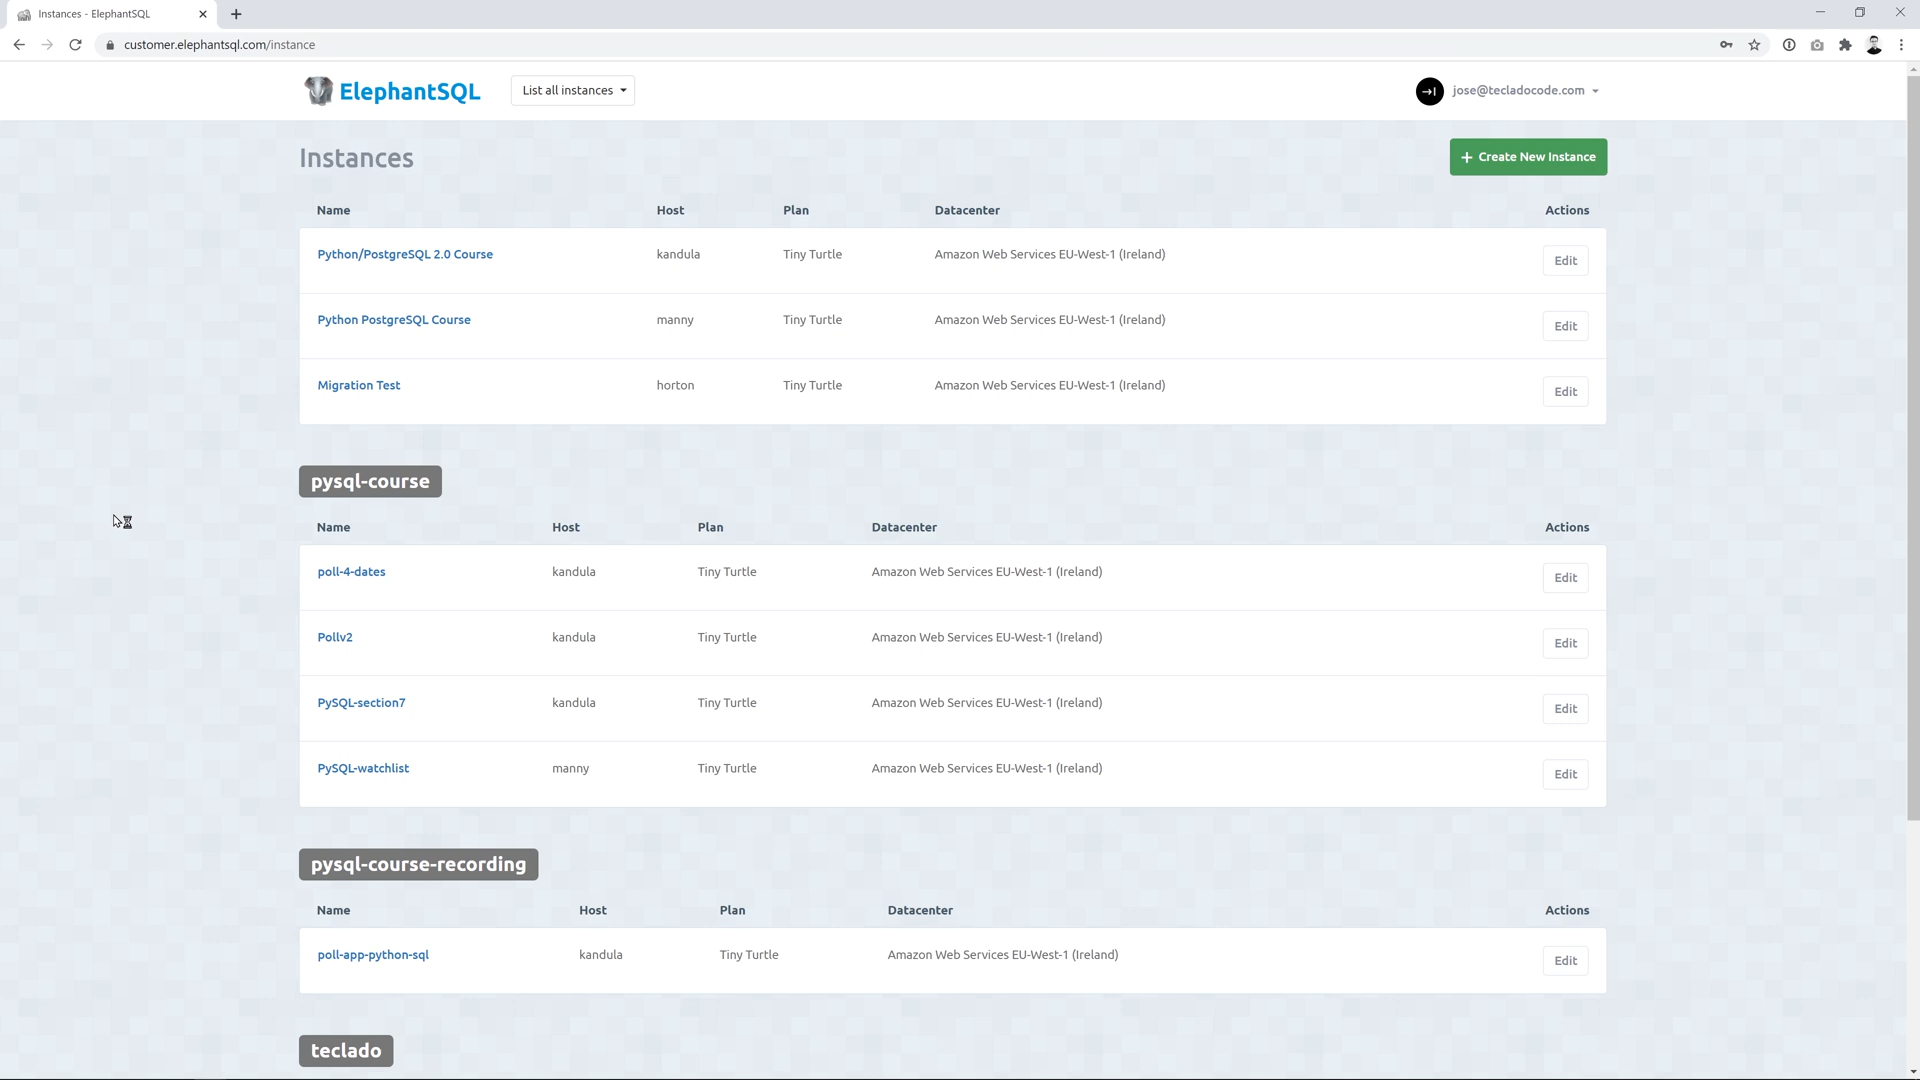 Instances - ElephantSQL
customer.elephantsql.com/instance
ElephantSQL List all instances jose@tecladocode.com
Instances + Create New Instance
Name Host Plan Datacenter Actions
Python/PostgreSQL 2.0 Course kandula Tiny Turtle Amazon Web Services EU-West-1 (Ireland) Edit
Python PostgreSQL Course manny Tiny Turtle Amazon Web Services EU-West-1 (Ireland) Edit
Migration Test horton Tiny Turtle Amazon Web Services EU-West-1 (Ireland) Edit
pysql-course
Name Host Plan Datacenter Actions
poll-4-dates kandula Tiny Turtle Amazon Web Services EU-West-1 (Ireland) Edit
Pollv2 kandula Tiny Turtle Amazon Web Services EU-West-1 (Ireland) Edit
PySQL-section7 kandula Tiny Turtle Amazon Web Services EU-West-1 (Ireland) Edit
PySQL-watchlist manny Tiny Turtle Amazon Web Services EU-West-1 (Ireland) Edit
pysql-course-recording
Name Host Plan Datacenter Actions
poll-app-python-sql kandula Tiny Turtle Amazon Web Services EU-West-1 (Ireland) Edit
teclado